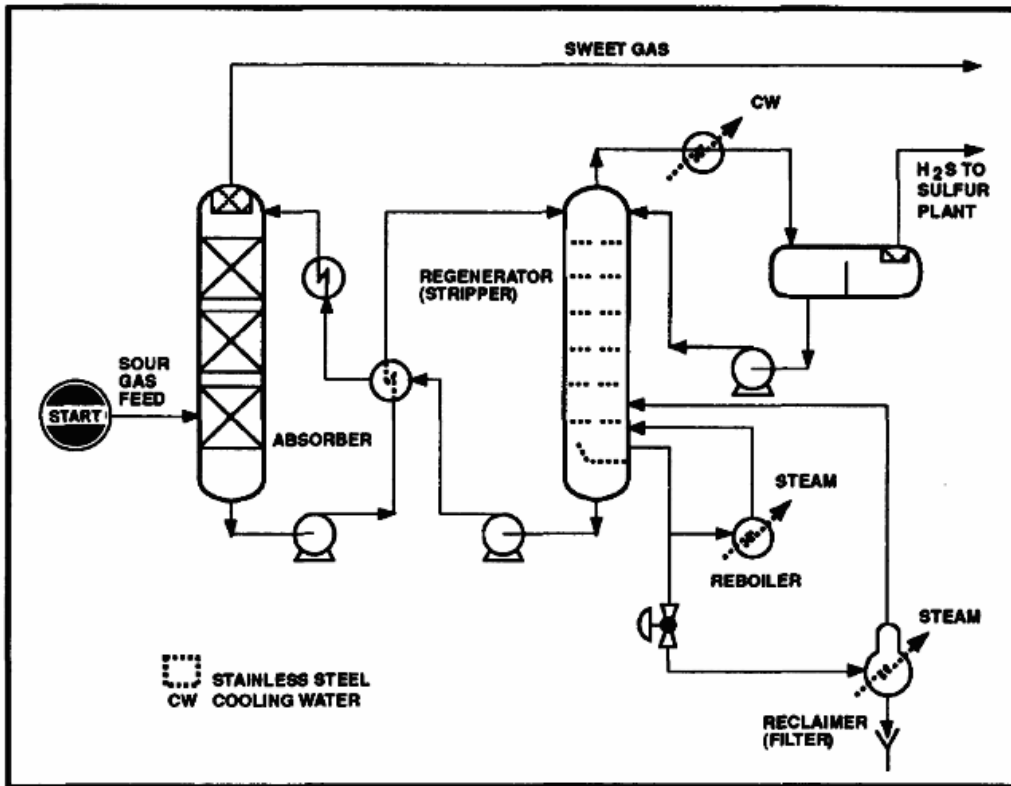 SWEET GAS
CW
H2S TO
SULFUR
PLANT
REGENERATOR
(STRIPPER)
SOUR
GAS
FEED
START
ABSORBER
STEAM
REBOILER
STEAM
STAINLESS STEEL
CW COOLING WATER
RECLAIMER
(FILTER)